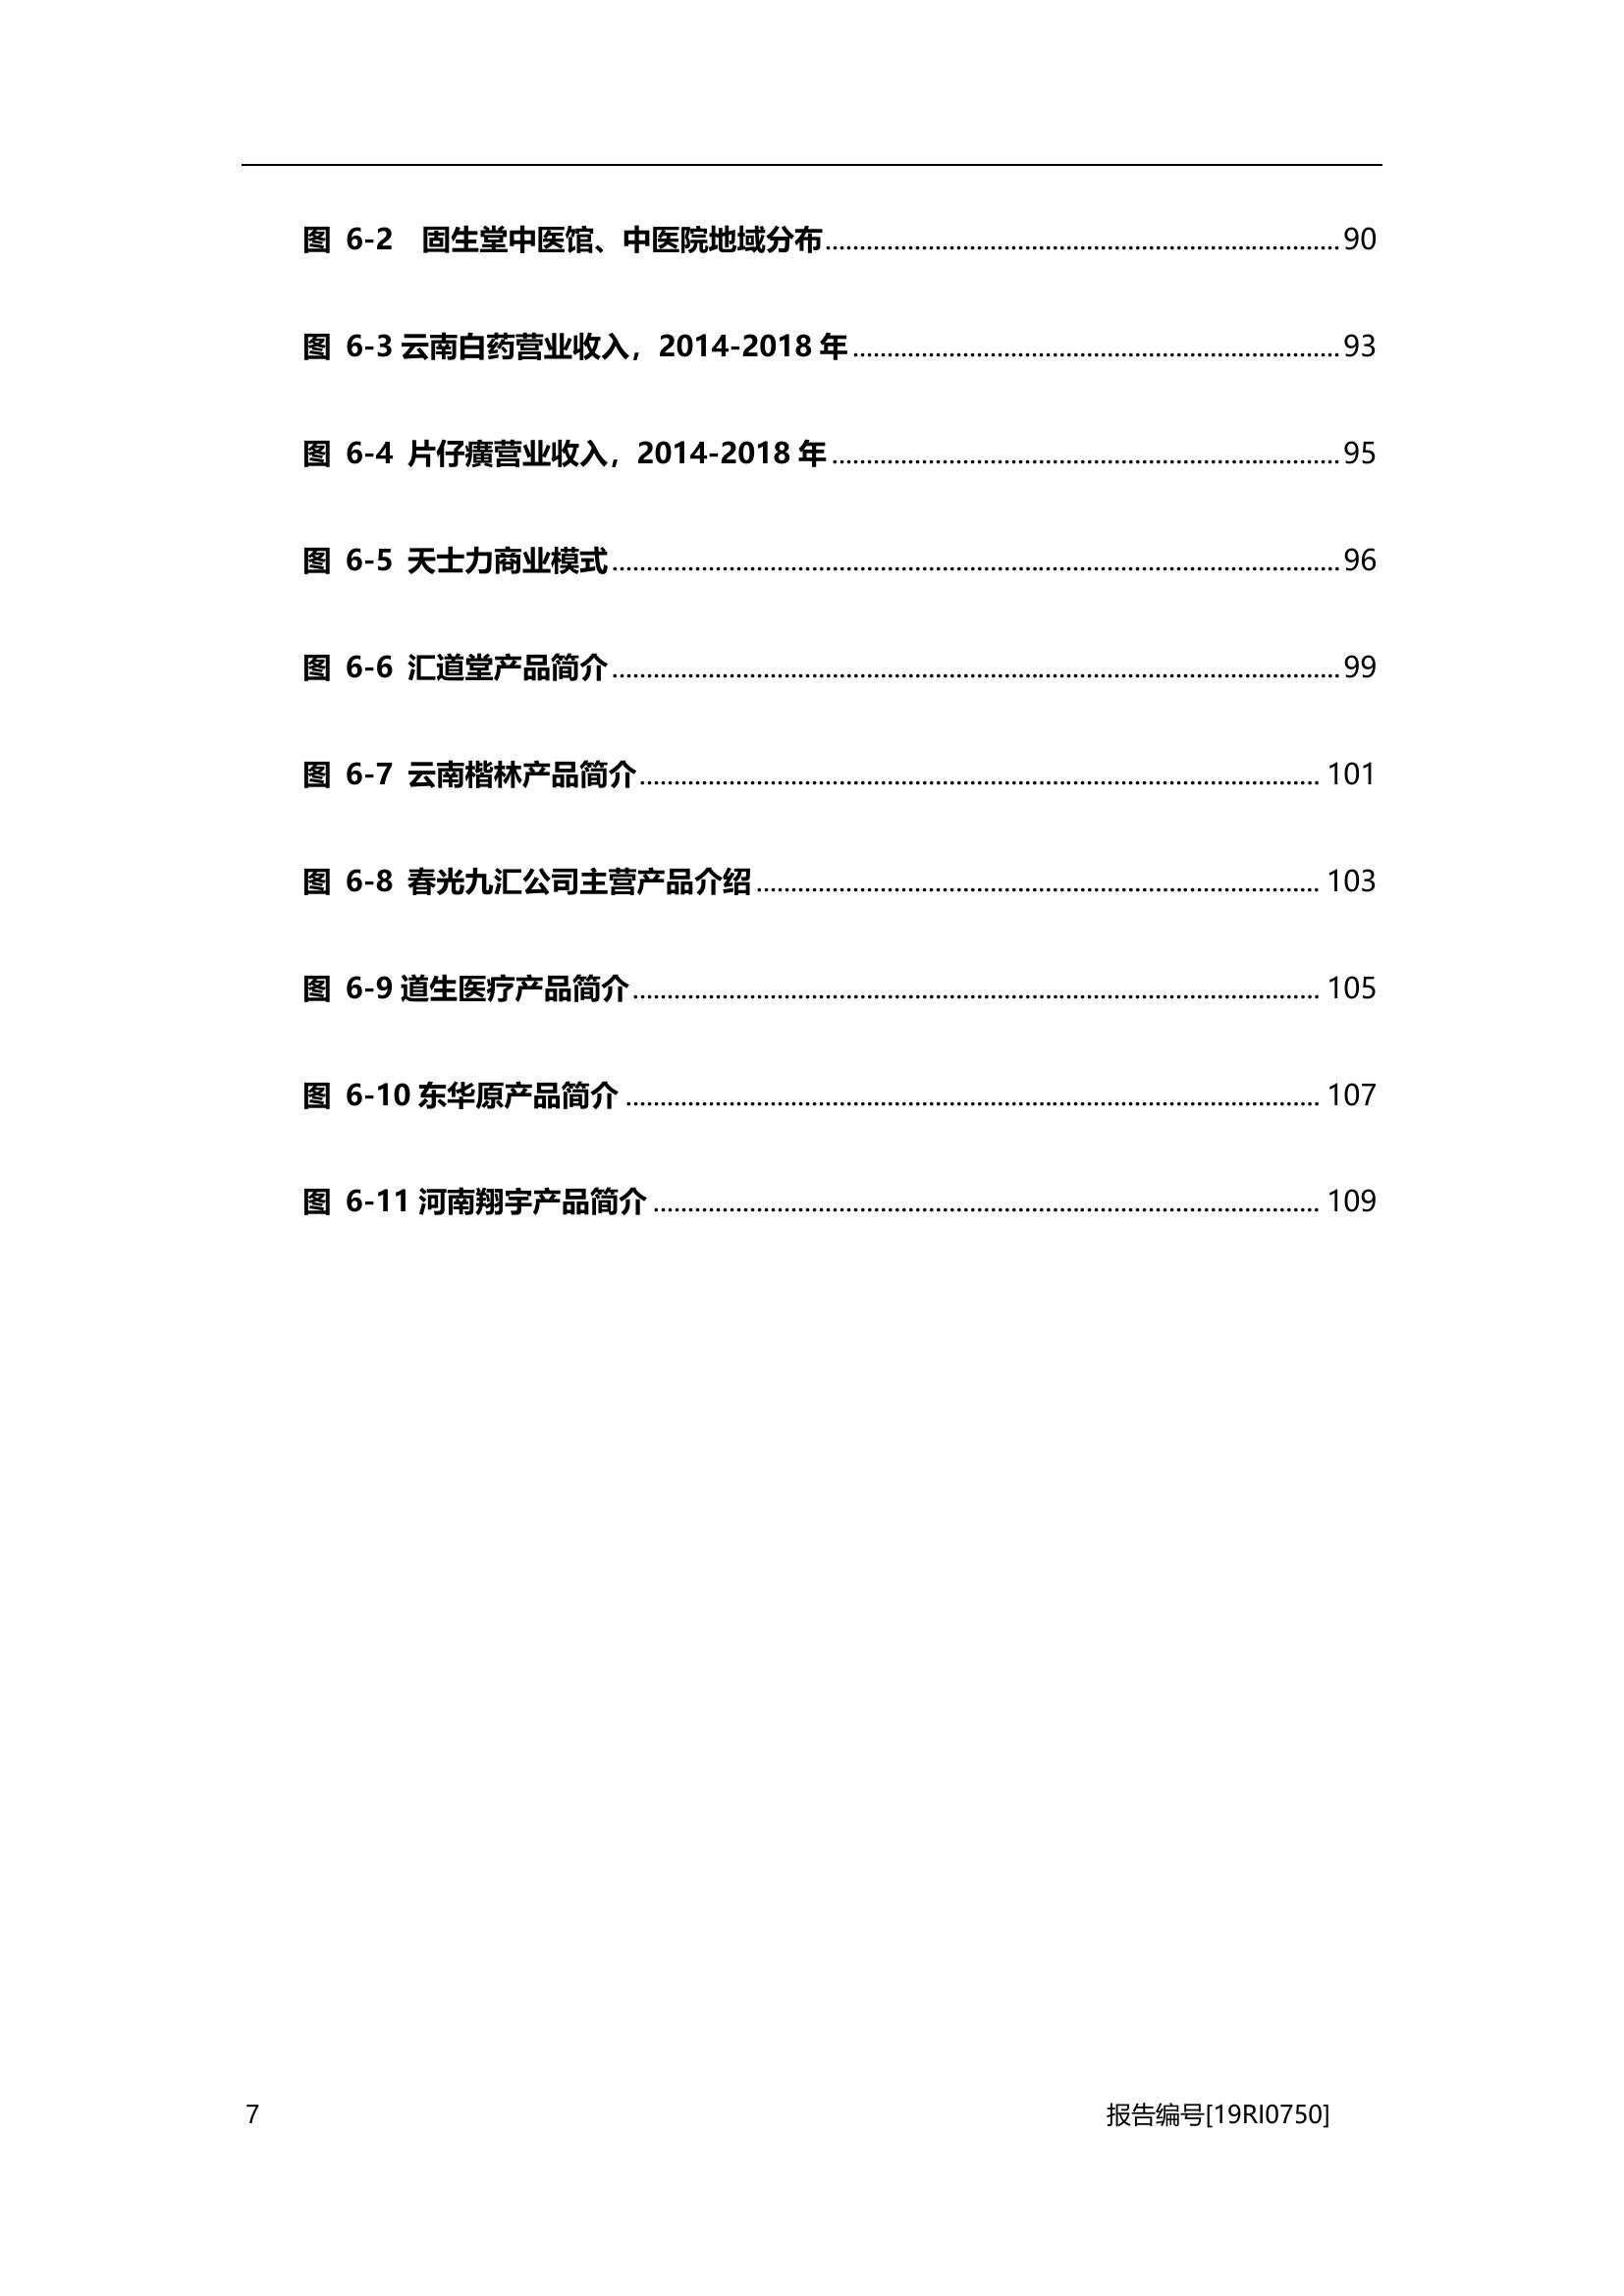 图 6-2 固生堂中医馆、中医院地域分布........................................90
图 6-3 云南白药营业收入，2014-2018 年........................................93
图 6-4 片仔癀营业收入，2014-2018 年........................................95
图 6-5 天士力商业模式........................................96
图 6-6 汇道堂产品简介........................................99
图 6-7 云南楷林产品简介........................................101
图 6-8 春光九汇公司主营产品介绍........................................103
图 6-9 道生医疗产品简介........................................105
图 6-10 东华原产品简介........................................107
图 6-11 河南翔宇产品简介........................................109
7 报告编号[19RI0750]